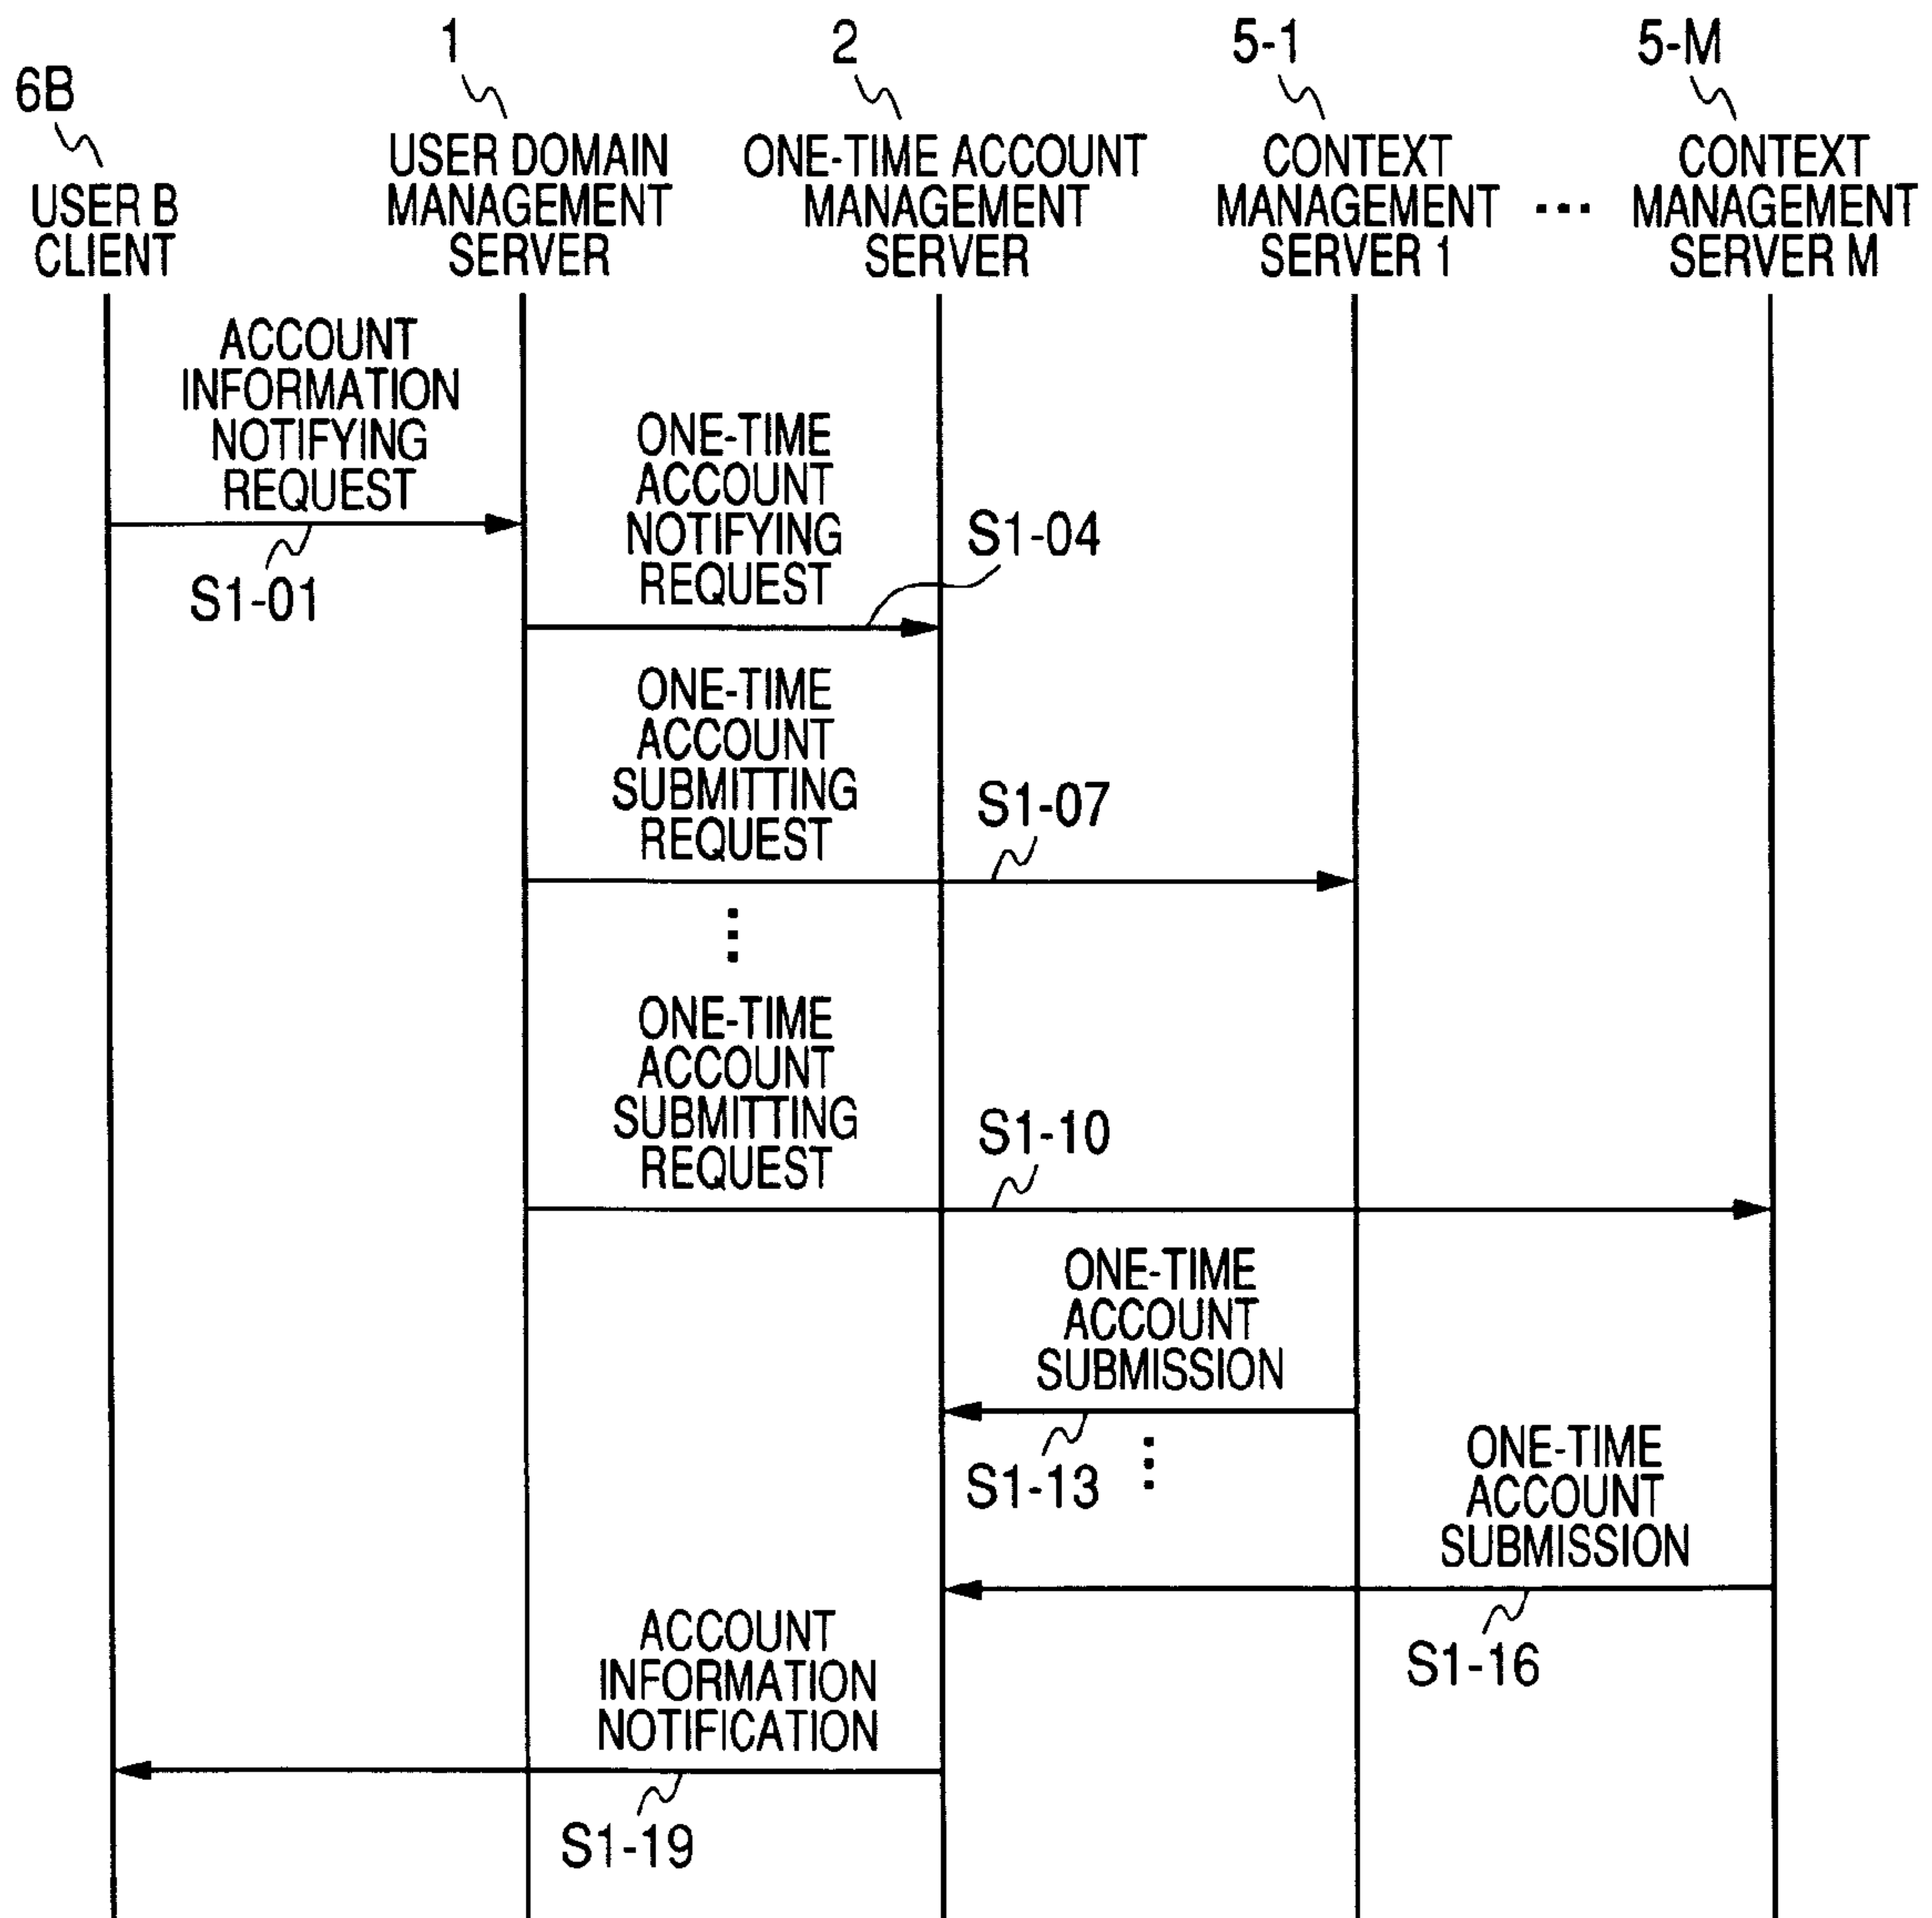 6B
USER B
CLIENT
1
USER DOMAIN
MANAGEMENT
SERVER
2
ONE-TIME ACCOUNT
MANAGEMENT
SERVER
5-1
CONTEXT
MANAGEMENT
SERVER 1
...
5-M
CONTEXT
MANAGEMENT
SERVER M
ACCOUNT
INFORMATION
NOTIFYING
REQUEST
S1-01
ONE-TIME
ACCOUNT
NOTIFYING
REQUEST
S1-04
ONE-TIME
ACCOUNT
SUBMITTING
REQUEST
S1-07
ONE-TIME
ACCOUNT
SUBMITTING
REQUEST
S1-10
ONE-TIME
ACCOUNT
SUBMISSION
S1-13
ONE-TIME
ACCOUNT
SUBMISSION
S1-16
ACCOUNT
INFORMATION
NOTIFICATION
S1-19